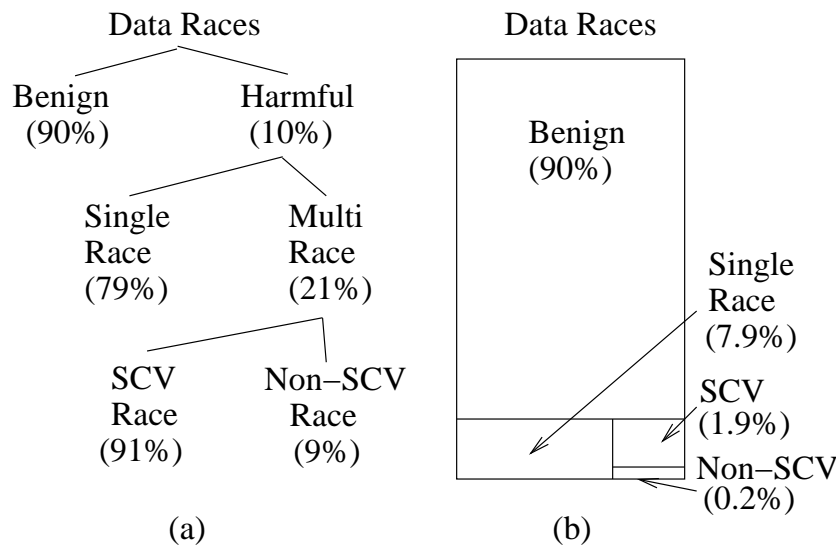 Data Races
Benign
(90%)
Harmful
(10%)
Single
Race
(79%)
Multi
Race
(21%)
SCV
Race
(91%)
Non−SCV
Race
(9%)
(a)
Data Races
Benign
(90%)
Single
Race
(7.9%)
SCV
(1.9%)
Non−SCV
(0.2%)
(b)